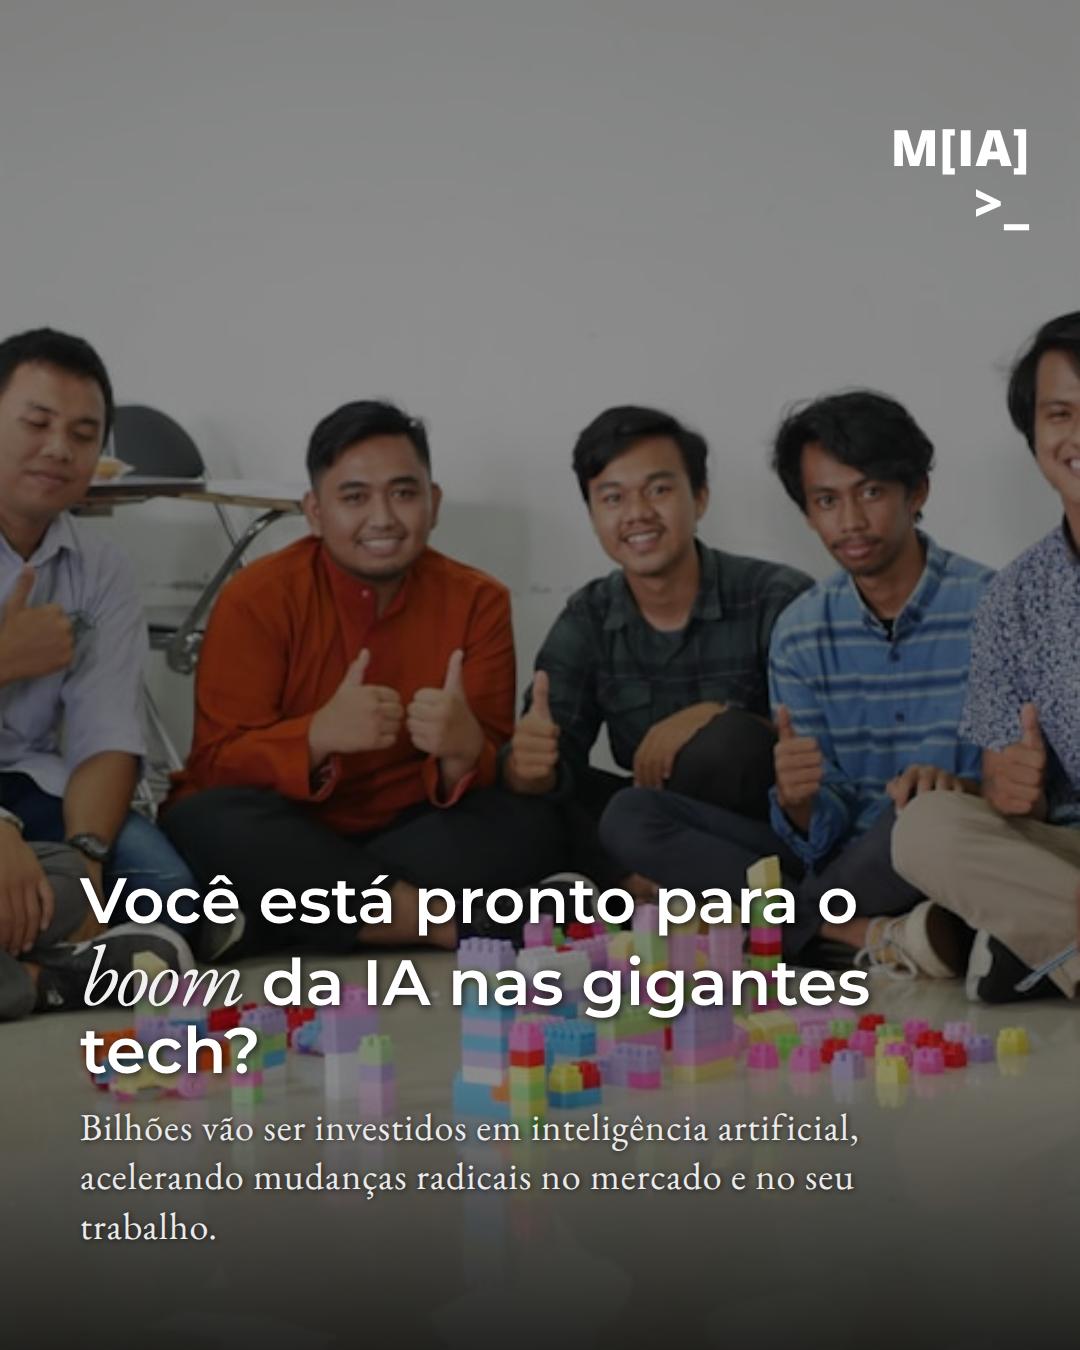 M[IA]
>_
Você está pronto para o
boom da IA nas gigantes
tech?
Bilhões vão ser investidos em inteligência artificial,
acelerando mudanças radicais no mercado e no seu
trabalho.